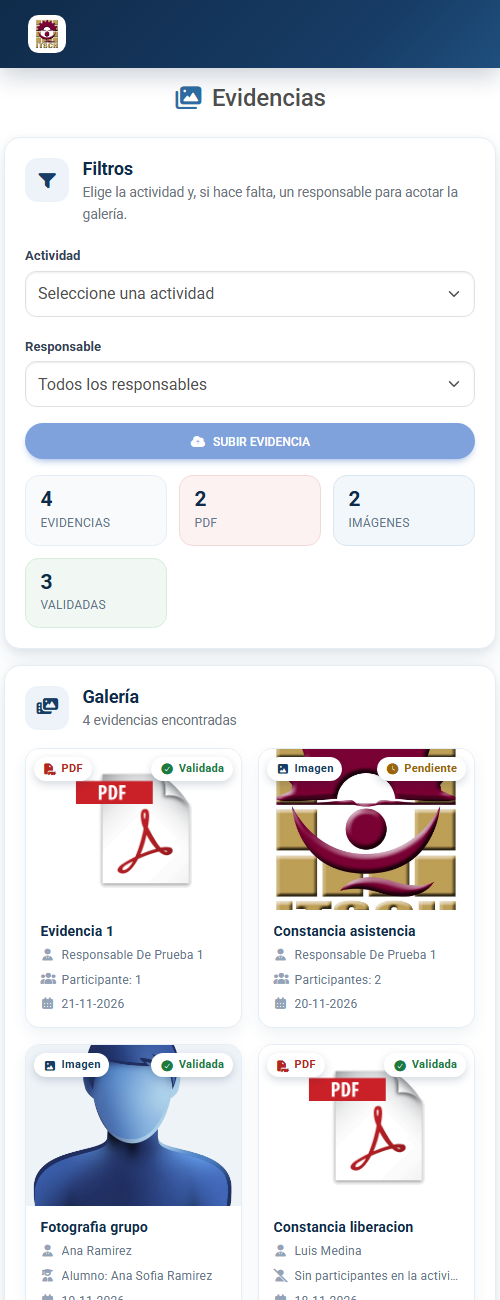 ITSCH
Evidencias
Filtros
Elige la actividad y, si hace falta, un responsable para acotar la
galería.
Actividad
Seleccione una actividad
Responsable
Todos los responsables
SUBIR EVIDENCIA
4
EVIDENCIAS
2
PDF
2
IMÁGENES
3
VALIDADAS
Galería
4 evidencias encontradas
PDF
Validada
PDF
Evidencia 1
Responsable De Prueba 1
Participante: 1
21-11-2026
Imagen
Pendiente
Constancia asistencia
Responsable De Prueba 1
Participantes: 2
20-11-2026
Imagen
Validada
Fotografia grupo
Ana Ramirez
Alumno: Ana Sofia Ramirez
PDF
Validada
PDF
Constancia liberacion
Luis Medina
Sin participantes en la activi...